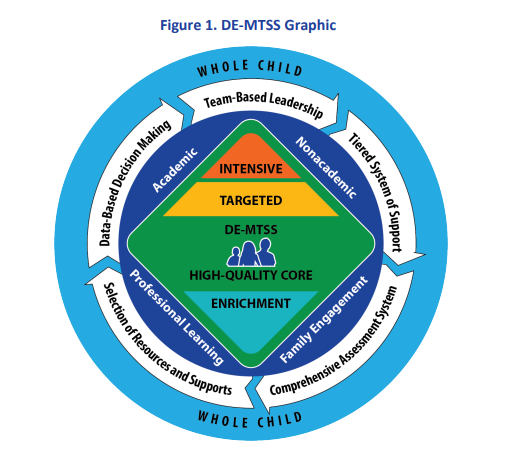 Figure 1. DE-MTSS Graphic
WHOLE CHILD
Team-Based Leadership
Tiered System of Support
Comprehensive Assessment System
Selection of Resources and Supports
Data-Based Decision Making
Academic
Nonacademic
INTENSIVE
TARGETED
DE-MTSS
HIGH-QUALITY CORE
ENRICHMENT
Professional Learning
Family Engagement
WHOLE CHILD